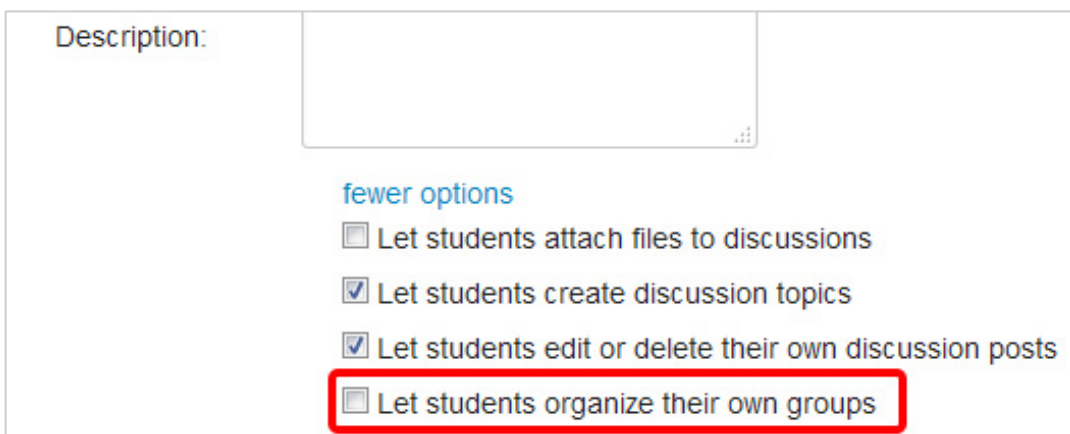 Description:
fewer options
Let students attach files to discussions
Let students create discussion topics
Let students edit or delete their own discussion posts
Let students organize their own groups